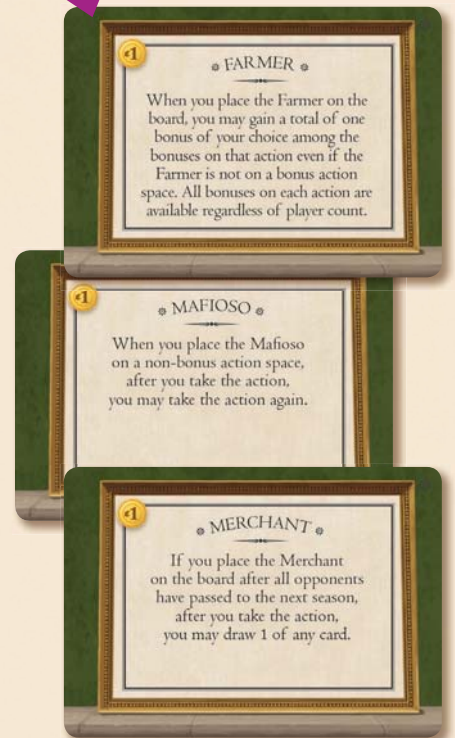 1
FARMER
When you place the Farmer on the
board, you may gain a total of one
bonus of your choice among the
bonuses on that action even if the
Farmer is not on a bonus action
space. All bonuses on each action are
available regardless of player count.
1
MAFIOSO
When you place the Mafioso
on a non-bonus action space,
after you take the action,
you may take the action again.
1
MERCHANT
If you place the Merchant
on the board after all opponents
have passed to the next season,
after you take the action,
you may draw 1 of any card.